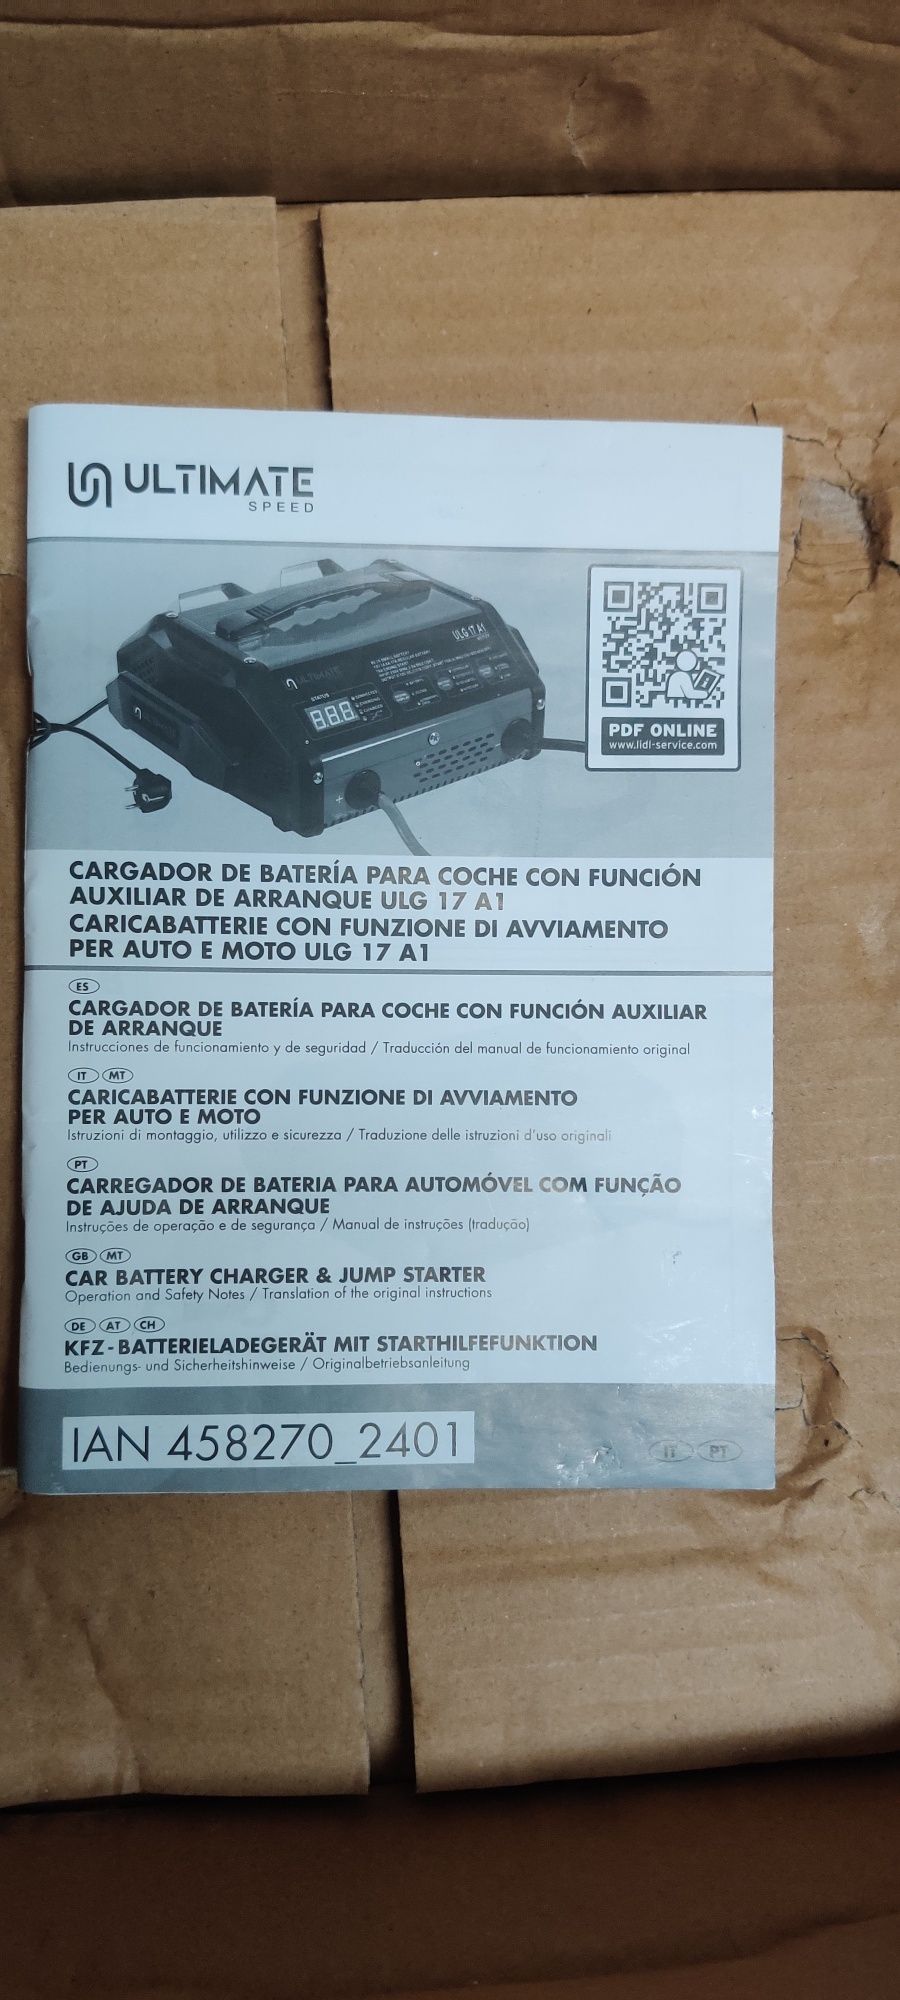 ULTIMATE
SPEED
ULG 17 A1
ULTIMATE
STATUS
8.8.8
ULTIMATE
PDF ONLINE
www.lidl-service.com
CARGADOR DE BATERÍA PARA COCHE CON FUNCIÓN
AUXILIAR DE ARRANQUE ULG 17 A1
CARICABATTERIE CON FUNZIONE DI AVVIAMENTO
PER AUTO E MOTO ULG 17 A1
ES
CARGADOR DE BATERÍA PARA COCHE CON FUNCIÓN AUXILIAR
DE ARRANQUE
Instrucciones de funcionamiento y de seguridad / Traducción del manual de funcionamiento original
IT MT
CARICABATTERIE CON FUNZIONE DI AVVIAMENTO
PER AUTO E MOTO
Istruzioni di montaggio, utilizzo e sicurezza / Traduzione delle istruzioni d'uso originali
PT
CARREGADOR DE BATERIA PARA AUTOMÓVEL COM FUNÇÃO
DE AJUDA DE ARRANQUE
Instruções de operação e de segurança / Manual de instruções (tradução)
GB MT
CAR BATTERY CHARGER & JUMP STARTER
Operation and Safety Notes / Translation of the original instructions
DE AT CH
KFZ-BATTERIELADEGERÄT MIT STARTHILFEFUNKTION
Bedienungs- und Sicherheitshinweise / Originalbetriebsanleitung
IAN 458270_2401
IT PT